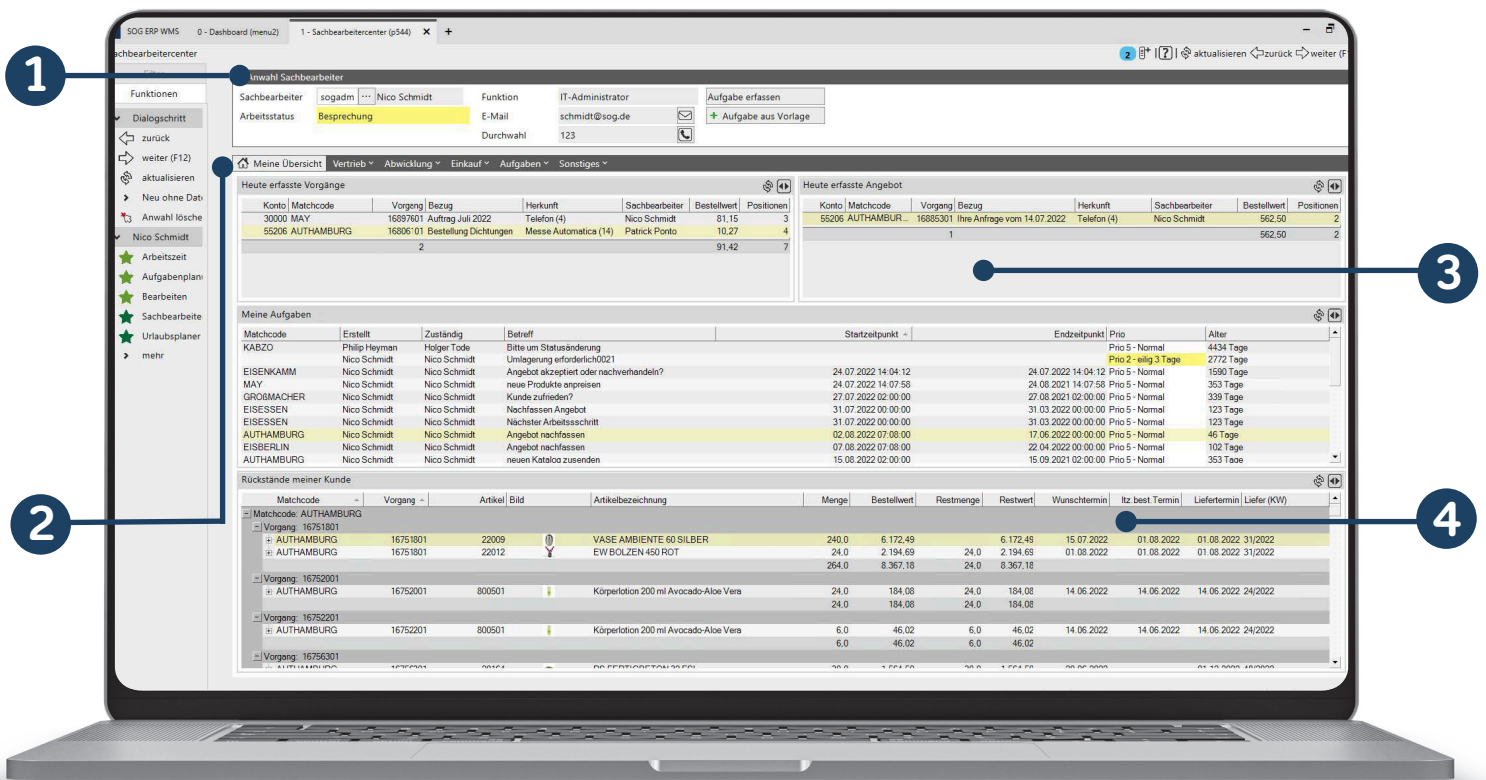 SOG ERP WMS 0 - Dashboard (menu2) 1 - Sachbearbeitercenter (p544) X +
achbearbeitercenter 2 | ? | aktualisieren zurück weiter (F
1
Anwahl Sachbearbeiter
Funktionen
Sachbearbeiter sogadm ... Nico Schmidt Funktion IT-Administrator Aufgabe erfassen
Arbeitsstatus Besprechung E-Mail schmidt@sog.de + Aufgabe aus Vorlage
Durchwahl 123
Dialogschritt
zurück
weiter (F12)
aktualisieren
Neu ohne Date
Anwahl lösche
Nico Schmidt
Arbeitszeit
Aufgabenplan
Bearbeiten
Sachbearbeite
Urlaubsplaner
mehr
2
Meine Übersicht Vertrieb Abwicklung Einkauf Aufgaben Sonstiges
Heute erfasste Vorgänge
Konto Matchcode Vorgang Bezug Herkunft Sachbearbeiter Bestellwert Positionen
30000 MAY 16897601 Auftrag Juli 2022 Telefon (4) Nico Schmidt 81,15 3
55206 AUTHAMBURG 16806101 Bestellung Dichtungen Messe Automatica (14) Patrick Ponto 10,27 4
2 91,42 7
Heute erfasste Angebot
Konto Matchcode Vorgang Bezug Herkunft Sachbearbeiter Bestellwert Positionen
55206 AUTHAMBUR... 16885301 Ihre Anfrage vom 14.07.2022 Telefon (4) Nico Schmidt 562,50 2
1 562,50 2
3
Meine Aufgaben
Matchcode Erstellt Zuständig Betreff Startzeitpunkt Endzeitpunkt Prio Alter
KABZO Philip Heyman Holger Tode Bitte um Statusänderung Prio 5 - Normal 4434 Tage
Nico Schmidt Nico Schmidt Umlagerung erforderlich0021 Prio 2 - eilig 3 Tage 2772 Tage
EISENKAMM Nico Schmidt Nico Schmidt Angebot akzeptiert oder nachverhandeln? 24.07.2022 14:04:12 24.07.2022 14:04:12 Prio 5 - Normal 1590 Tage
MAY Nico Schmidt Nico Schmidt neue Produkte anpreisen 24.07.2022 14:07:58 24.08.2021 14:07:58 Prio 5 - Normal 353 Tage
GROßMACHER Nico Schmidt Nico Schmidt Kunde zufrieden? 27.07.2022 02:00:00 27.08.2021 02:00:00 Prio 5 - Normal 339 Tage
EISESSEN Nico Schmidt Nico Schmidt Nachfassen Angebot 31.07.2022 00:00:00 31.03.2022 00:00:00 Prio 5 - Normal 123 Tage
EISESSEN Nico Schmidt Nico Schmidt Nächster Arbeitssschritt 31.07.2022 00:00:00 31.03.2022 00:00:00 Prio 5 - Normal 123 Tage
AUTHAMBURG Nico Schmidt Nico Schmidt Angebot nachfassen 02.08.2022 07:08:00 17.06.2022 00:00:00 Prio 5 - Normal 46 Tage
EISBERLIN Nico Schmidt Nico Schmidt Angebot nachfassen 07.08.2022 07:08:00 22.04.2022 00:00:00 Prio 5 - Normal 102 Tage
AUTHAMBURG Nico Schmidt Nico Schmidt neuen Katalog zusenden 15.08.2022 02:00:00 15.09.2021 02:00:00 Prio 5 - Normal 353 Tage
Rückstände meiner Kunde
Matchcode Vorgang Artikel Bild Artikelbezeichnung Menge Bestellwert Restmenge Restwert Wunschtermin ltz.best.Termin Liefertermin Liefer (KW)
Matchcode: AUTHAMBURG
Vorgang: 16751801
AUTHAMBURG 16751801 22009 VASE AMBIENTE 60 SILBER 240,0 6.172,49 6.172,49 15.07.2022 01.08.2022 01.08.2022 31/2022
AUTHAMBURG 16751801 22012 EW BOLZEN 450 ROT 24,0 2.194,69 24,0 2.194,69 01.08.2022 01.08.2022 01.08.2022 31/2022
264,0 8.367,18 24,0 8.367,18
Vorgang: 16752001
AUTHAMBURG 16752001 800501 Körperlotion 200 ml Avocado-Aloe Vera 24,0 184,08 24,0 184,08 14.06.2022 14.06.2022 14.06.2022 24/2022
24,0 184,08 24,0 184,08
Vorgang: 16752201
AUTHAMBURG 16752201 800501 Körperlotion 200 ml Avocado-Aloe Vera 6,0 46,02 6,0 46,02 14.06.2022 14.06.2022 14.06.2022 24/2022
6,0 46,02 6,0 46,02
Vorgang: 16756301
4